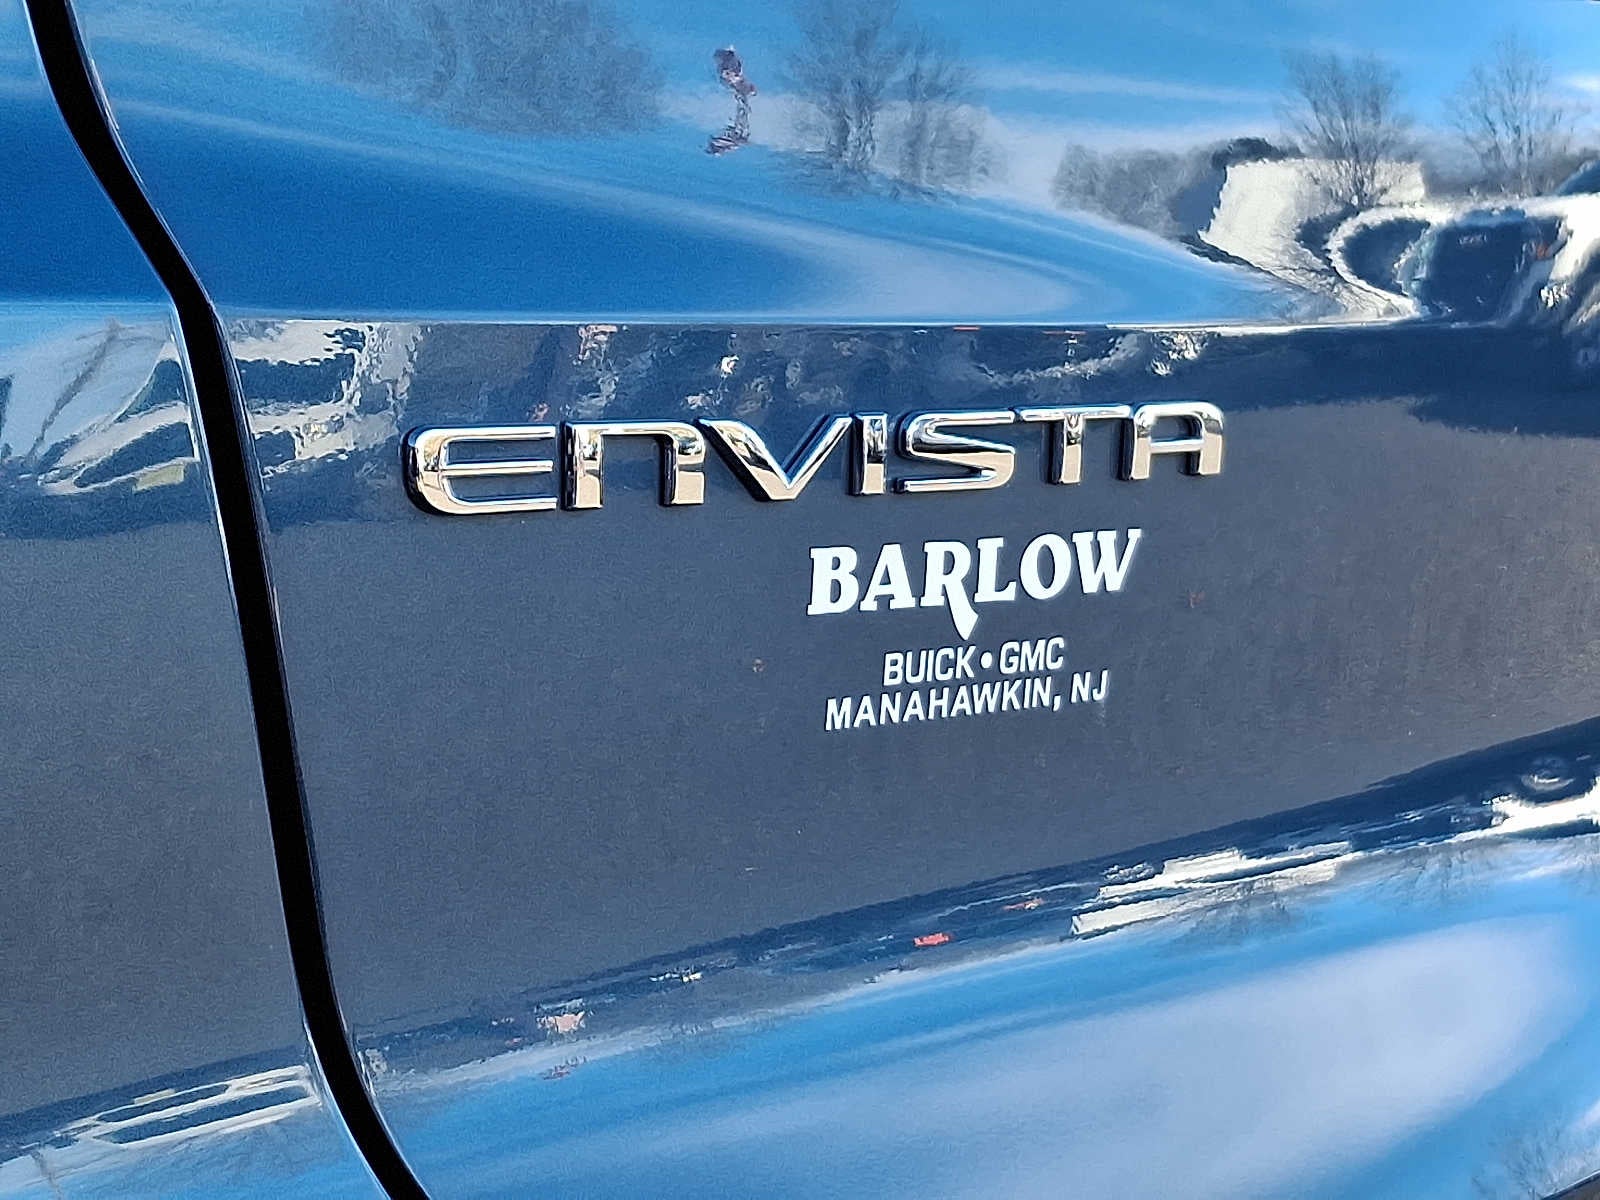 ENVISTA
BARLOW
BUICK • GMC
MANAHAWKIN, NJ